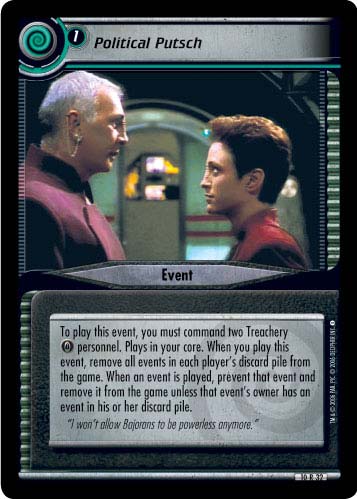 1 Political Putsch
Event
To play this event, you must command two Treachery
personnel. Plays in your core. When you play this
event, remove all events in each player's discard pile from
the game. When an event is played, prevent that event and
remove it from the game unless that event's owner has an
event in his or her discard pile.
"I won't allow Bajorans to be powerless anymore."
10 R 32